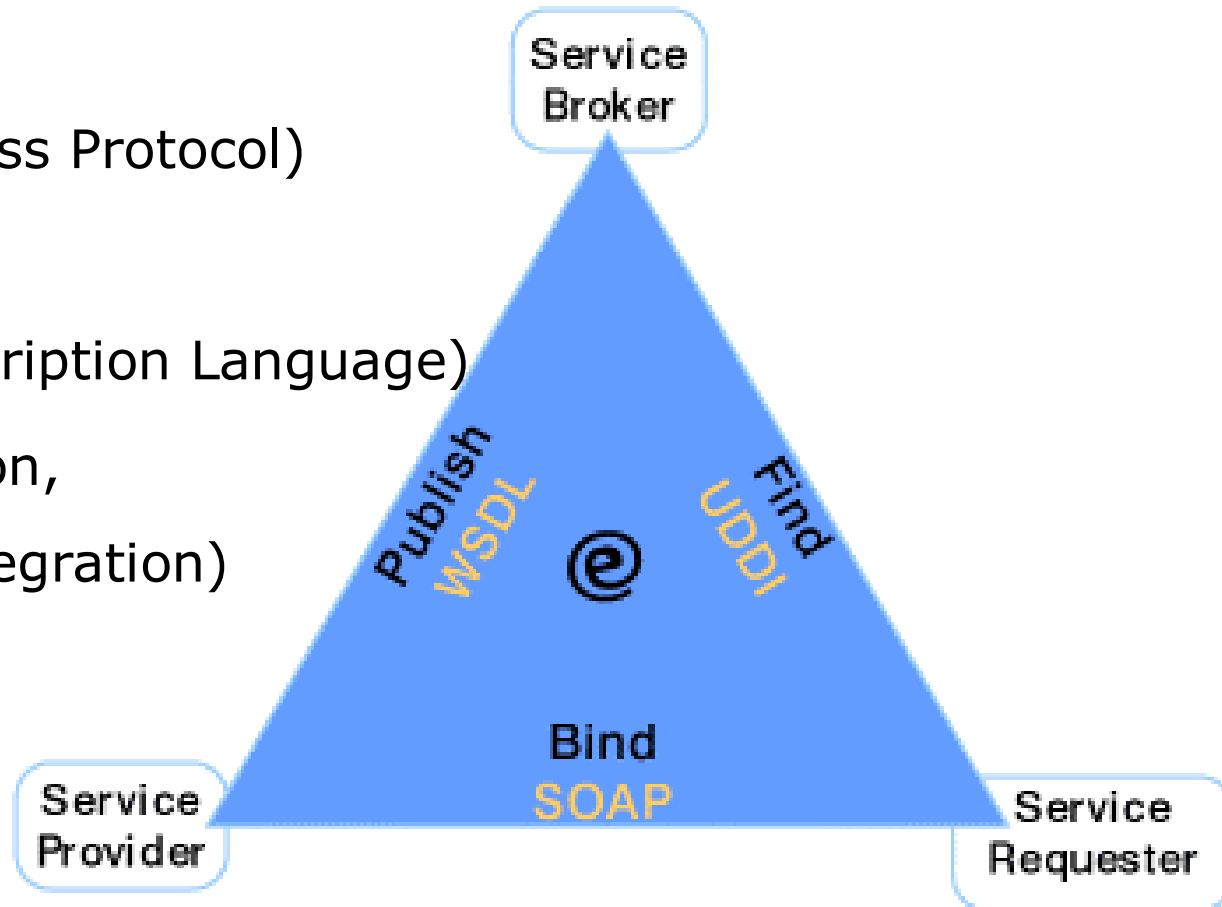 Service
Broker
ss Protocol)
ription Language)
on,
egration)
Publish
WSDL
Find
UDDI
@
Bind
SOAP
Service
Provider
Service
Requester